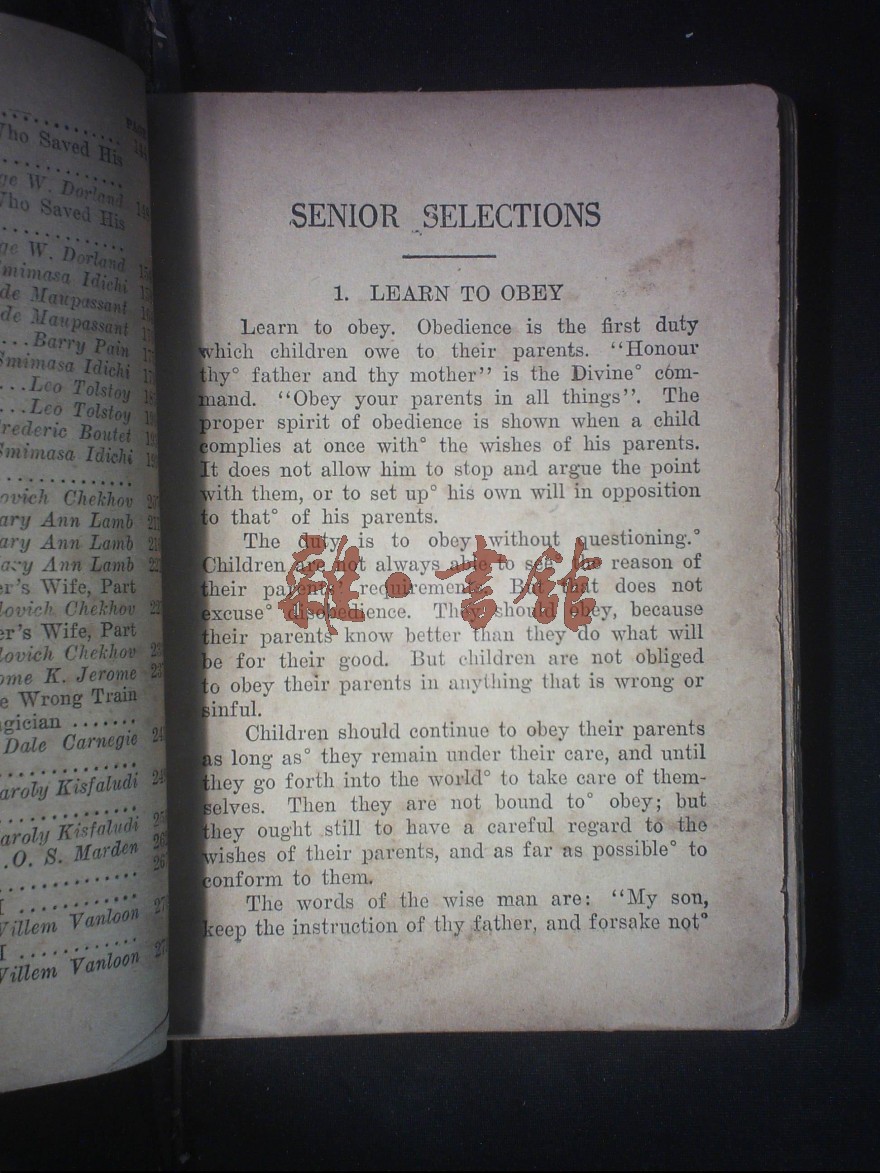 PAGE
Who Saved His 144
ge W. Dorland
Who Saved His
ge W. Dorland
mimasa Idichi
de Maupassant
de Maupassant
....Barry Pain
mimasa Idichi
...Leo Tolstoy
...Leo Tolstoy
rederic Boutet
mimasa Idichi
ovich Chekhov
ary Ann Lamb
ary Ann Lamb
ary Ann Lamb
er's Wife, Part
lovich Chekhov
er's Wife, Part
lovich Chekhov
ome K. Jerome
e Wrong Train
gician .......
Dale Carnegie
aroly Kisfaludi
aroly Kisfaludi
.O. S. Marden
I ............
Willem Vanloon
I ............
Willem Vanloon
SENIOR SELECTIONS
1. LEARN TO OBEY
Learn to obey. Obedience is the first duty
which children owe to their parents. “Honour
thy° father and thy mother” is the Divine° cóm-
mand. “Obey your parents in all things”. The
proper spirit of obedience is shown when a child
complies at once with° the wishes of his parents.
It does not allow him to stop and argue the point
with them, or to set up° his own will in opposition
to that° of his parents.
The duty is to obey without questioning.°
Children are not always able to see the reason of
their parents' requirements. But that does not
excuse° disobedience. They should obey, because
their parents know better than they do what will
be for their good. But children are not obliged
to obey their parents in anything that is wrong or
sinful.
Children should continue to obey their parents
as long as° they remain under their care, and until
they go forth into the world° to take care of them-
selves. Then they are not bound to° obey; but
they ought still to have a careful regard to the
wishes of their parents, and as far as possible° to
conform to them.
The words of the wise man are: “My son,
keep the instruction of thy father, and forsake not°
雜·書館